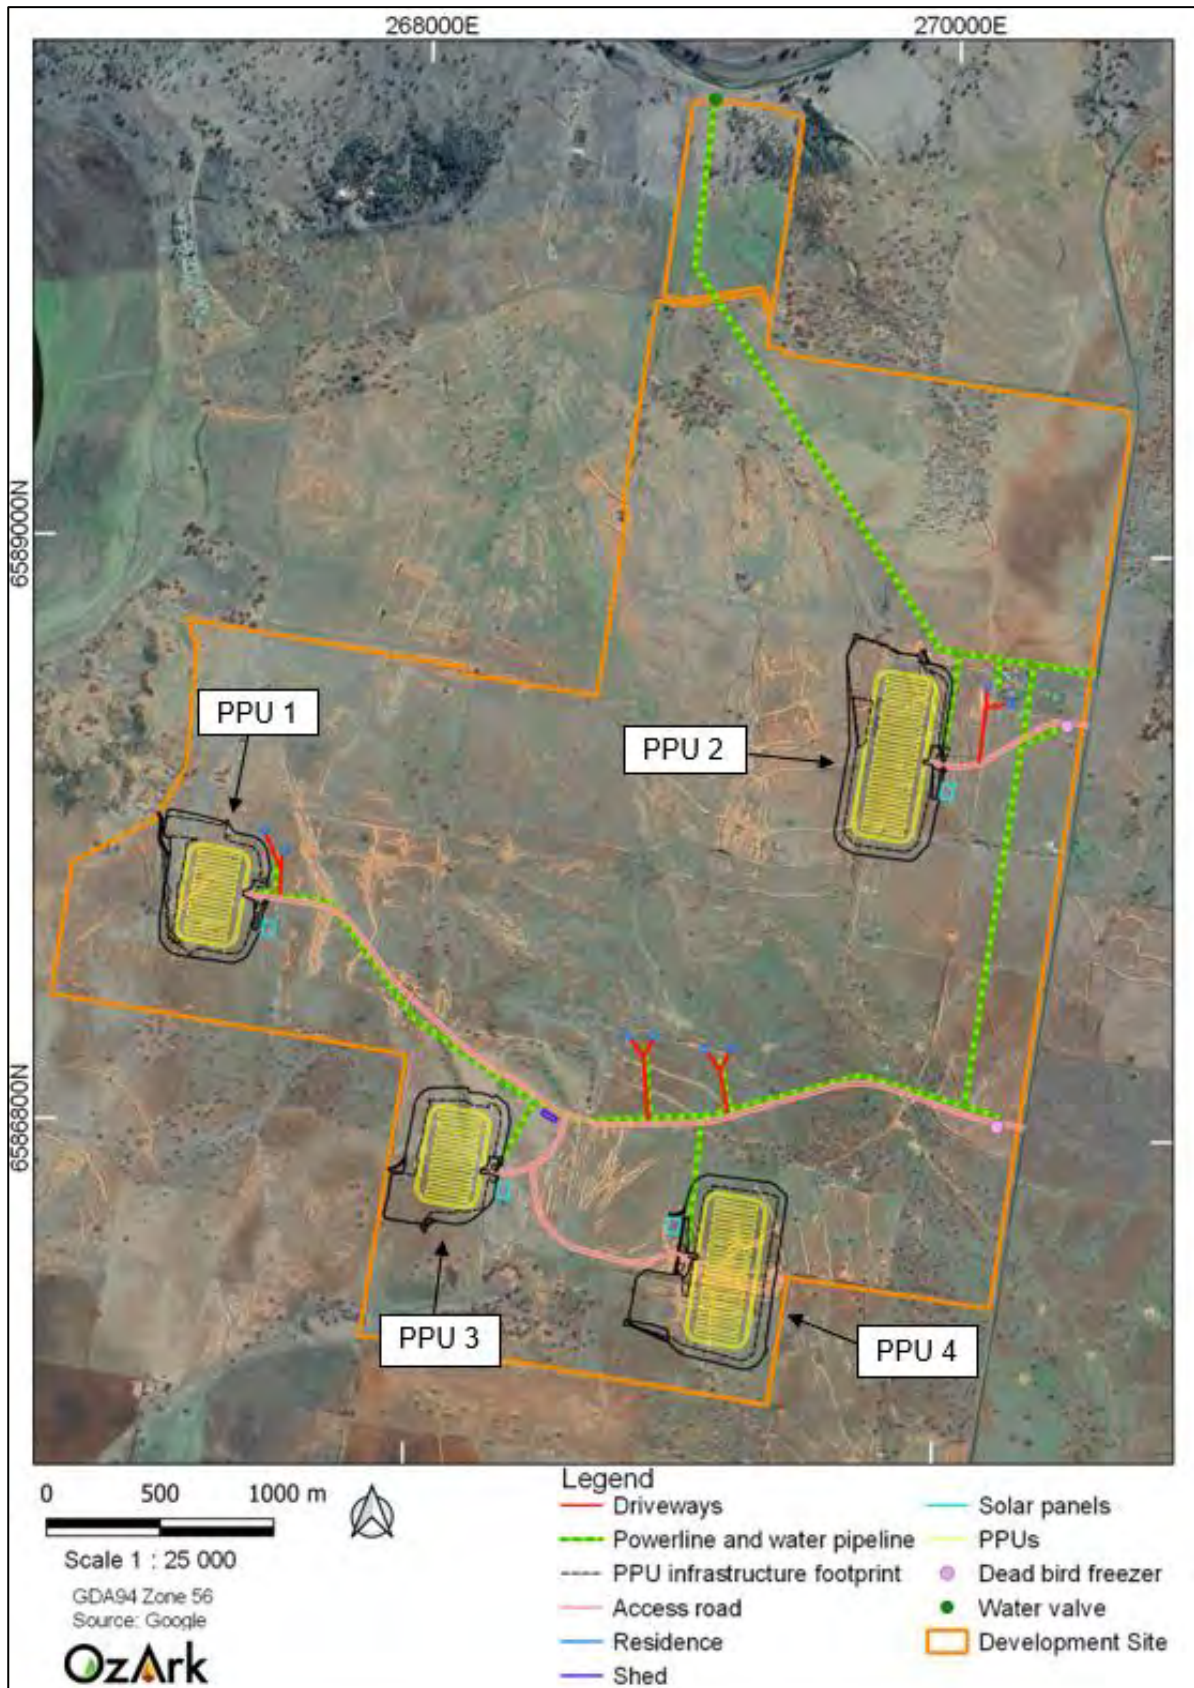 268000E
270000E
6589000N
PPU 1
PPU 2
6586800N
PPU 3
PPU 4
0 500 1000 m
Scale 1 : 25 000
GDA94 Zone 56
Source: Google
OzArk
Legend
Driveways
Powerline and water pipeline
PPU infrastructure footprint
Access road
Residence
Shed
Solar panels
PPUs
Dead bird freezer
Water valve
Development Site